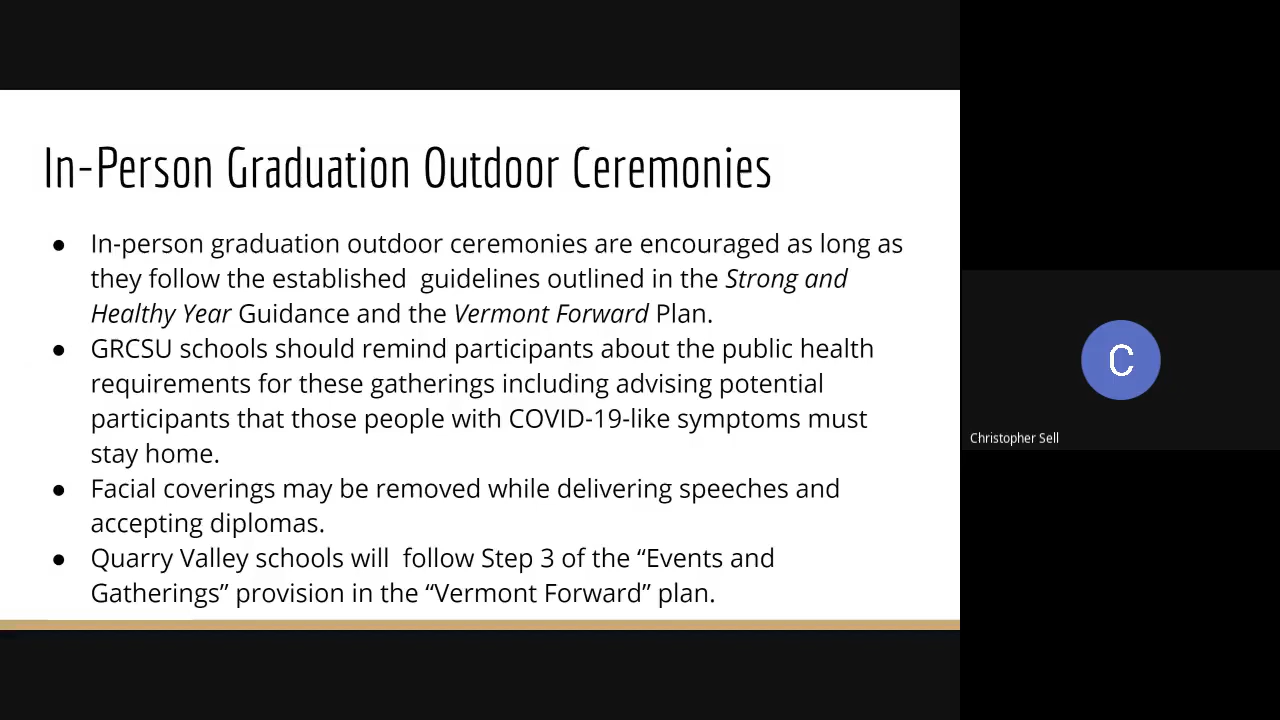 In-Person Graduation Outdoor Ceremonies
● In-person graduation outdoor ceremonies are encouraged as long as
they follow the established  guidelines outlined in the Strong and
Healthy Year Guidance and the Vermont Forward Plan.
● GRCSU schools should remind participants about the public health
requirements for these gatherings including advising potential
participants that those people with COVID-19-like symptoms must
stay home.
● Facial coverings may be removed while delivering speeches and
accepting diplomas.
● Quarry Valley schools will  follow Step 3 of the “Events and
Gatherings” provision in the “Vermont Forward” plan.
C
Christopher Sell